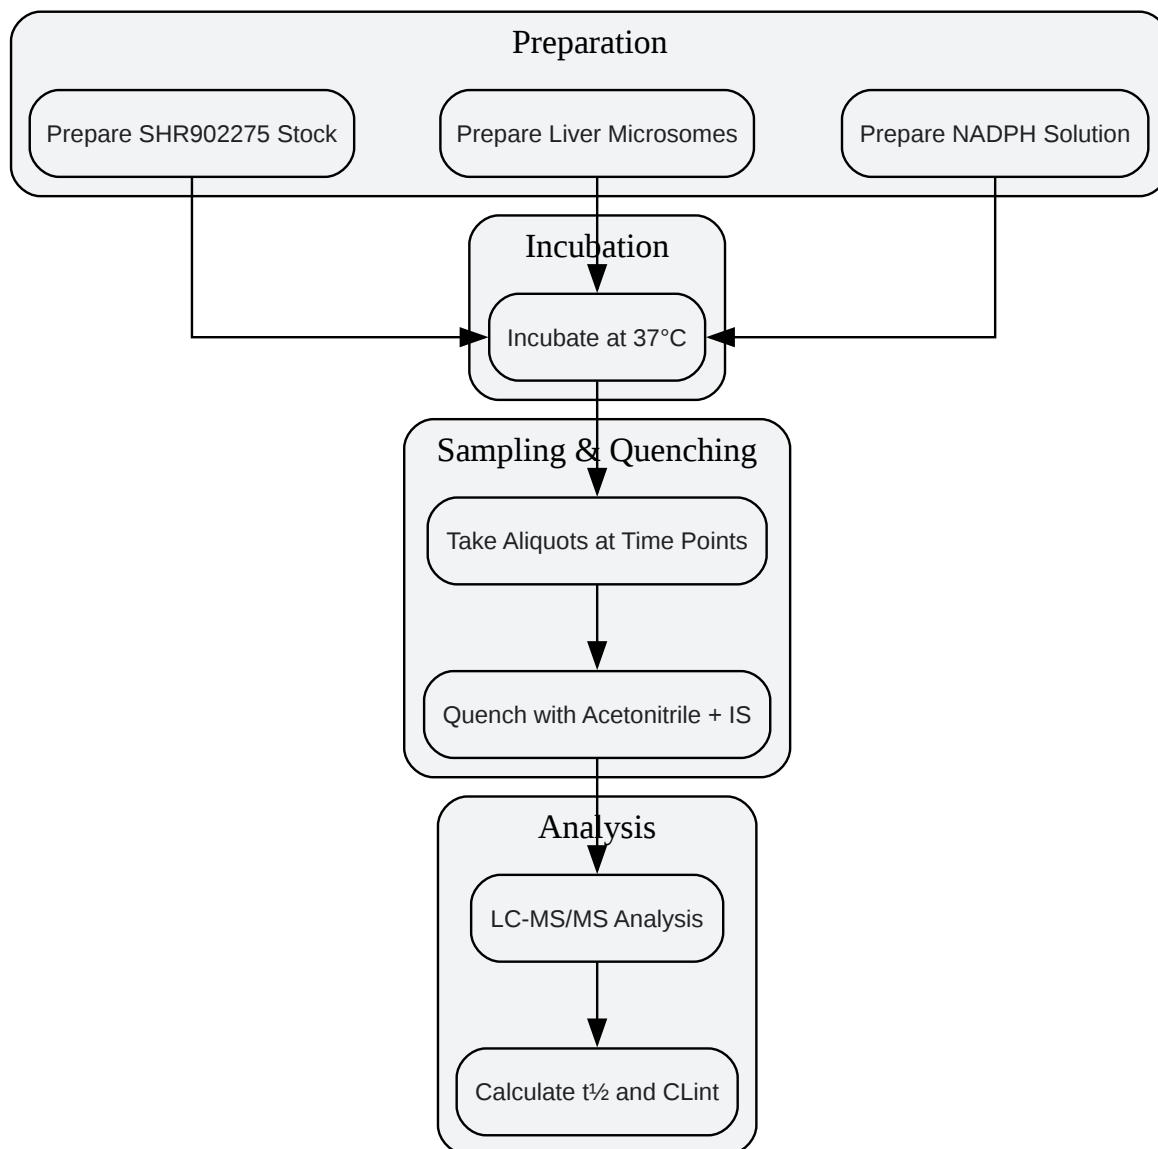 Preparation
Prepare SHR902275 Stock
Prepare Liver Microsomes
Prepare NADPH Solution
Incubation
Incubate at 37°C
Sampling & Quenching
Take Aliquots at Time Points
Quench with Acetonitrile + IS
Analysis
LC-MS/MS Analysis
Calculate t½ and CLint